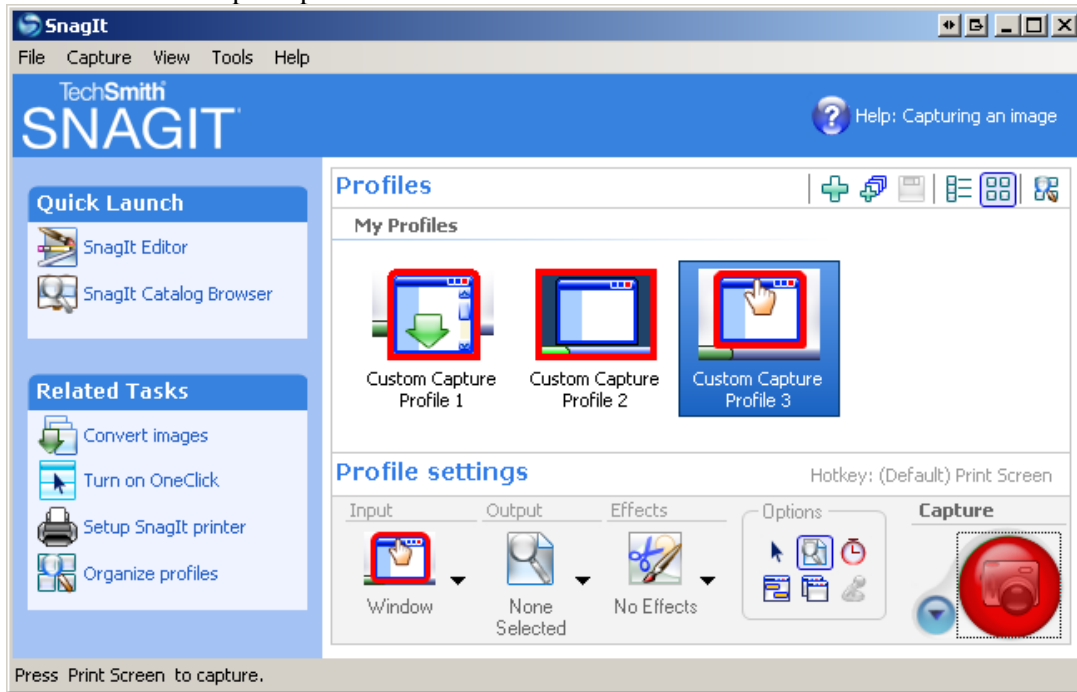 SnagIt
File Capture View Tools Help
TechSmith
SNAGIT
Help: Capturing an image
Quick Launch
SnagIt Editor
SnagIt Catalog Browser
Related Tasks
Convert images
Turn on OneClick
Setup SnagIt printer
Organize profiles
Profiles
My Profiles
Custom Capture
Profile 1
Custom Capture
Profile 2
Custom Capture
Profile 3
Profile settings
Hotkey: (Default) Print Screen
Input
Window
Output
None
Selected
Effects
No Effects
Options
Capture
Press Print Screen to capture.